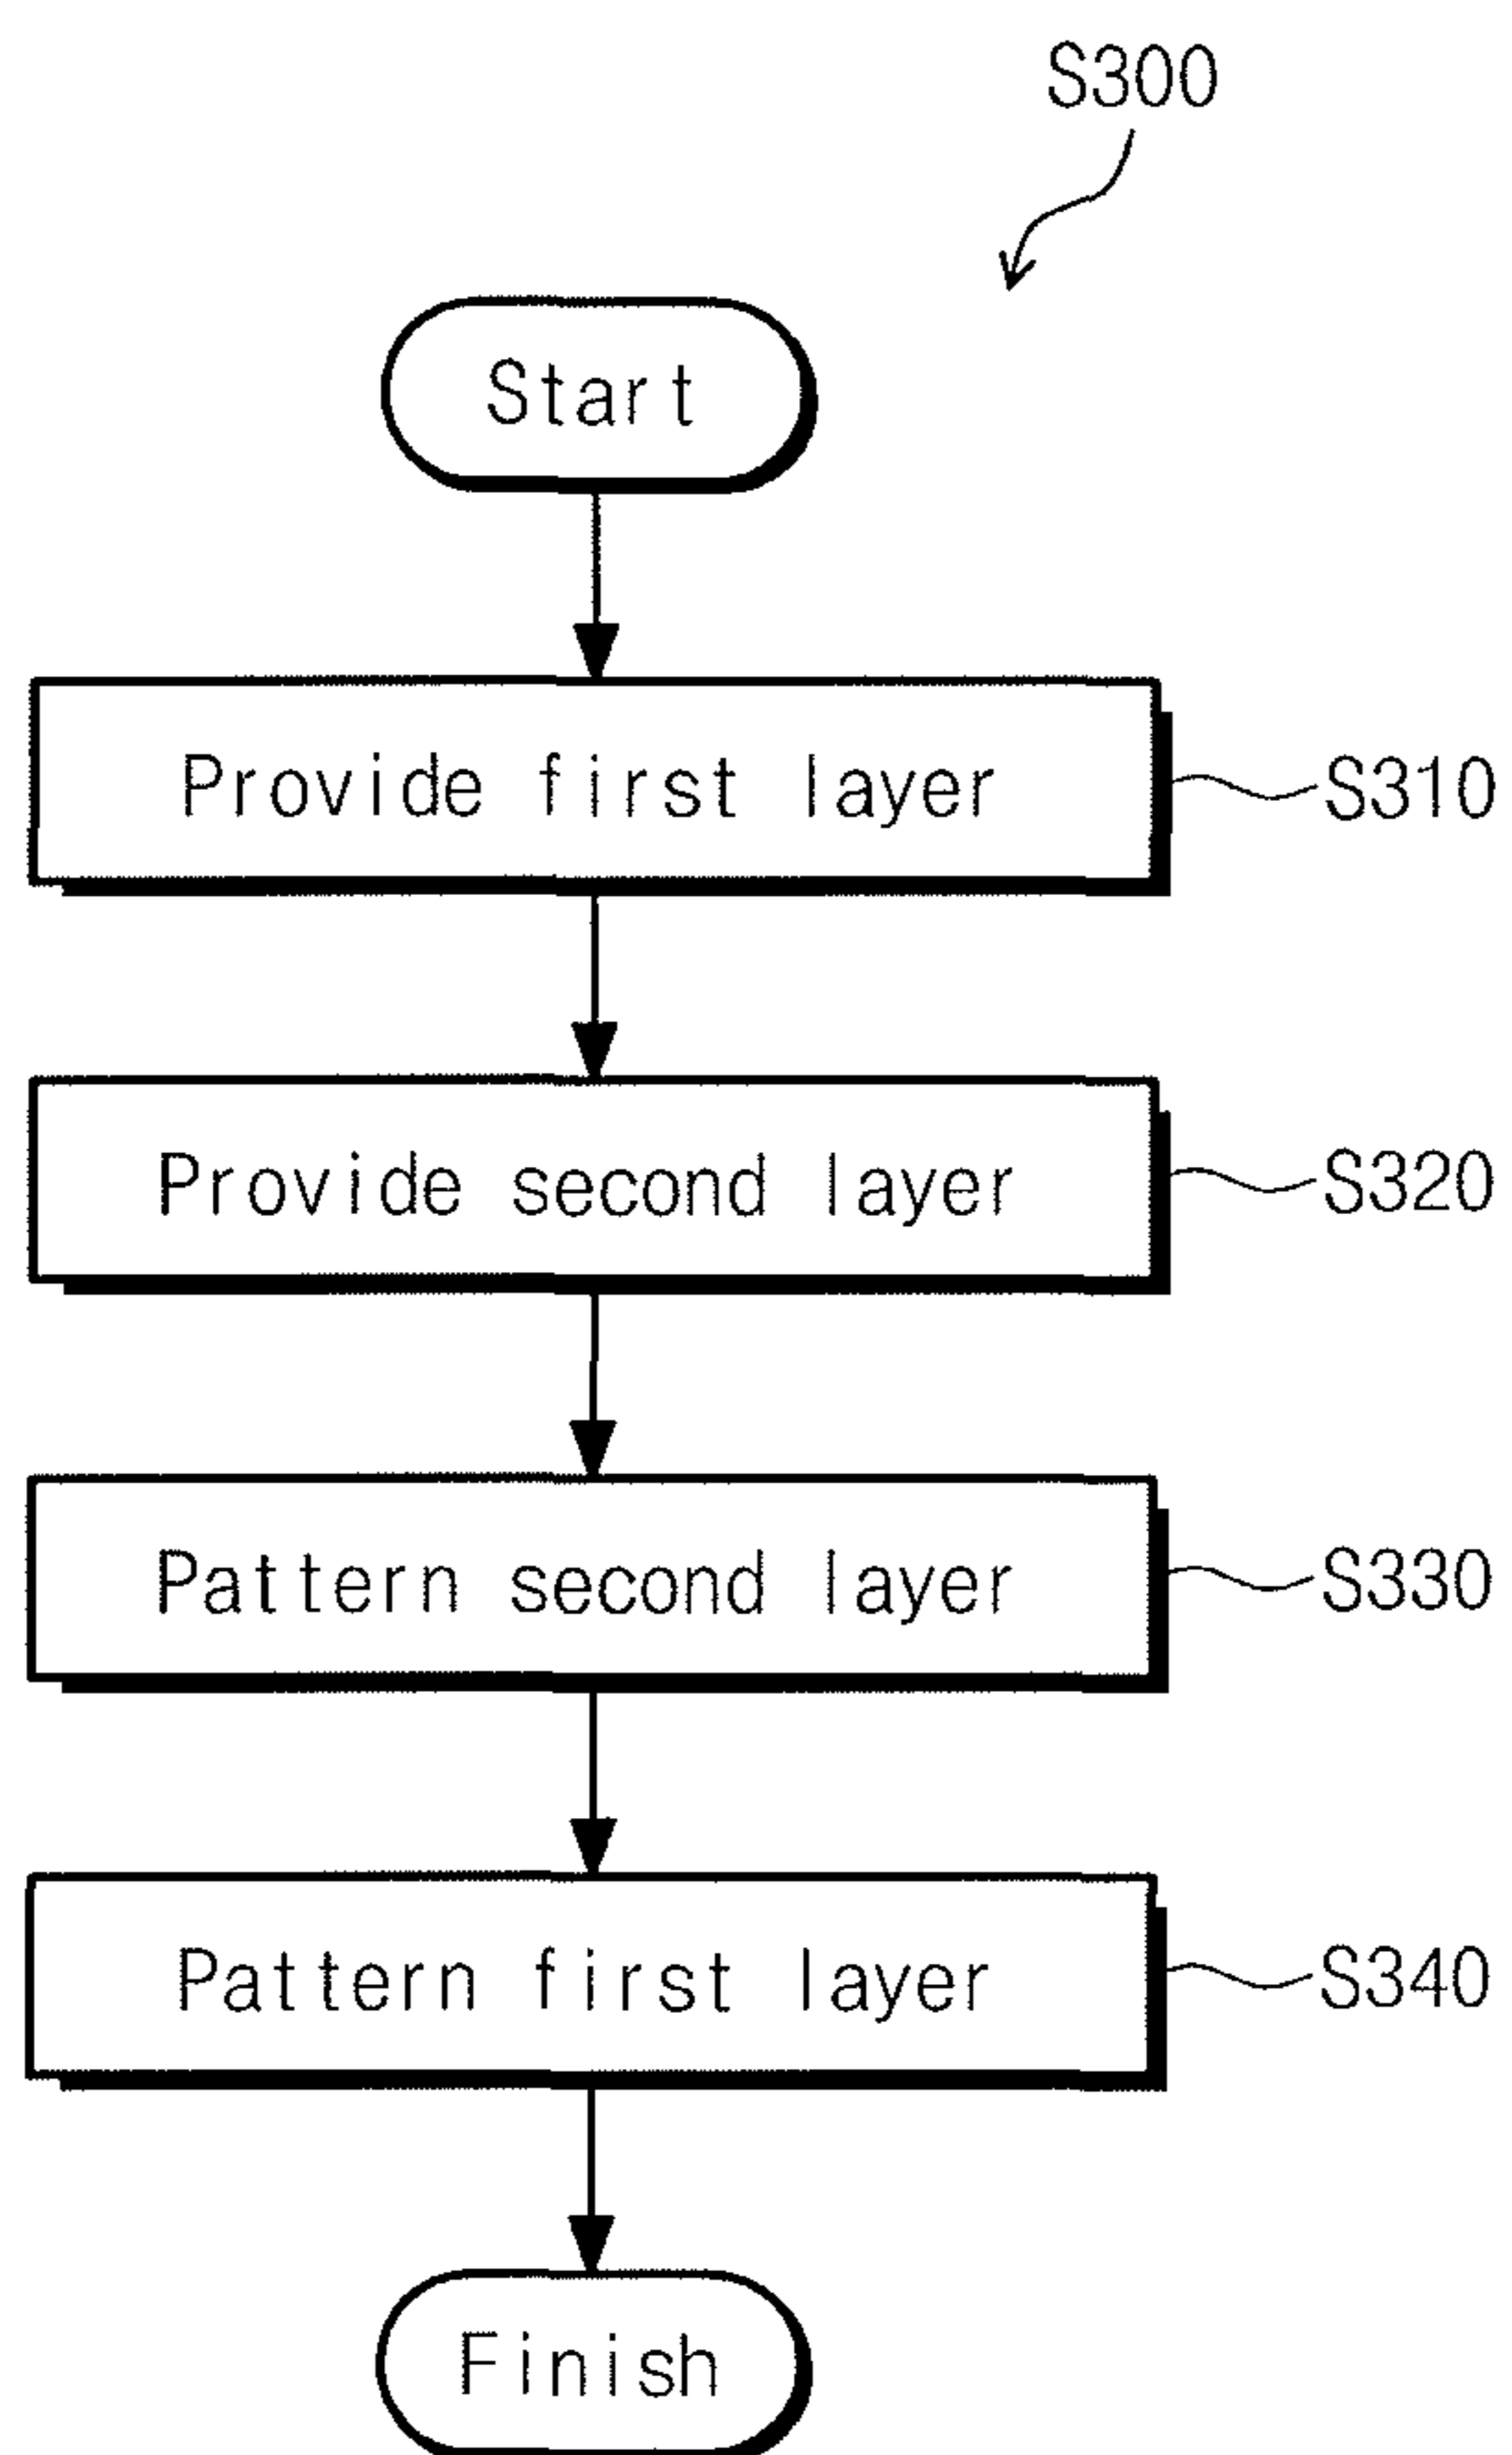 S300
Start
Provide first layer
S310
Provide second layer
S320
Pattern second layer
S330
Pattern first layer
S340
Finish